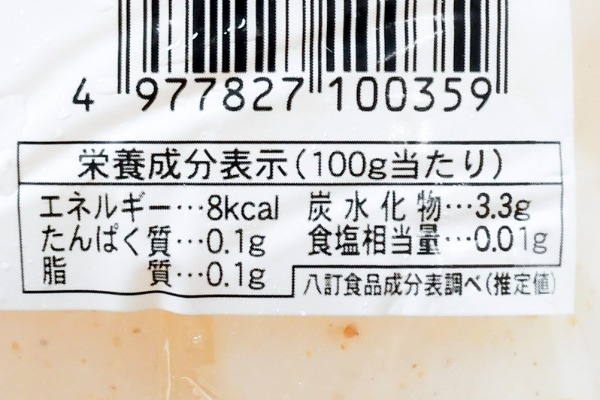 4 977827 100359
栄養成分表示(100g当たり)
エネルギー…8kcal 炭水化物…3.3g
たんぱく質…0.1g 食塩相当量…0.01g
脂質…0.1g 八訂食品成分表調べ(推定値)